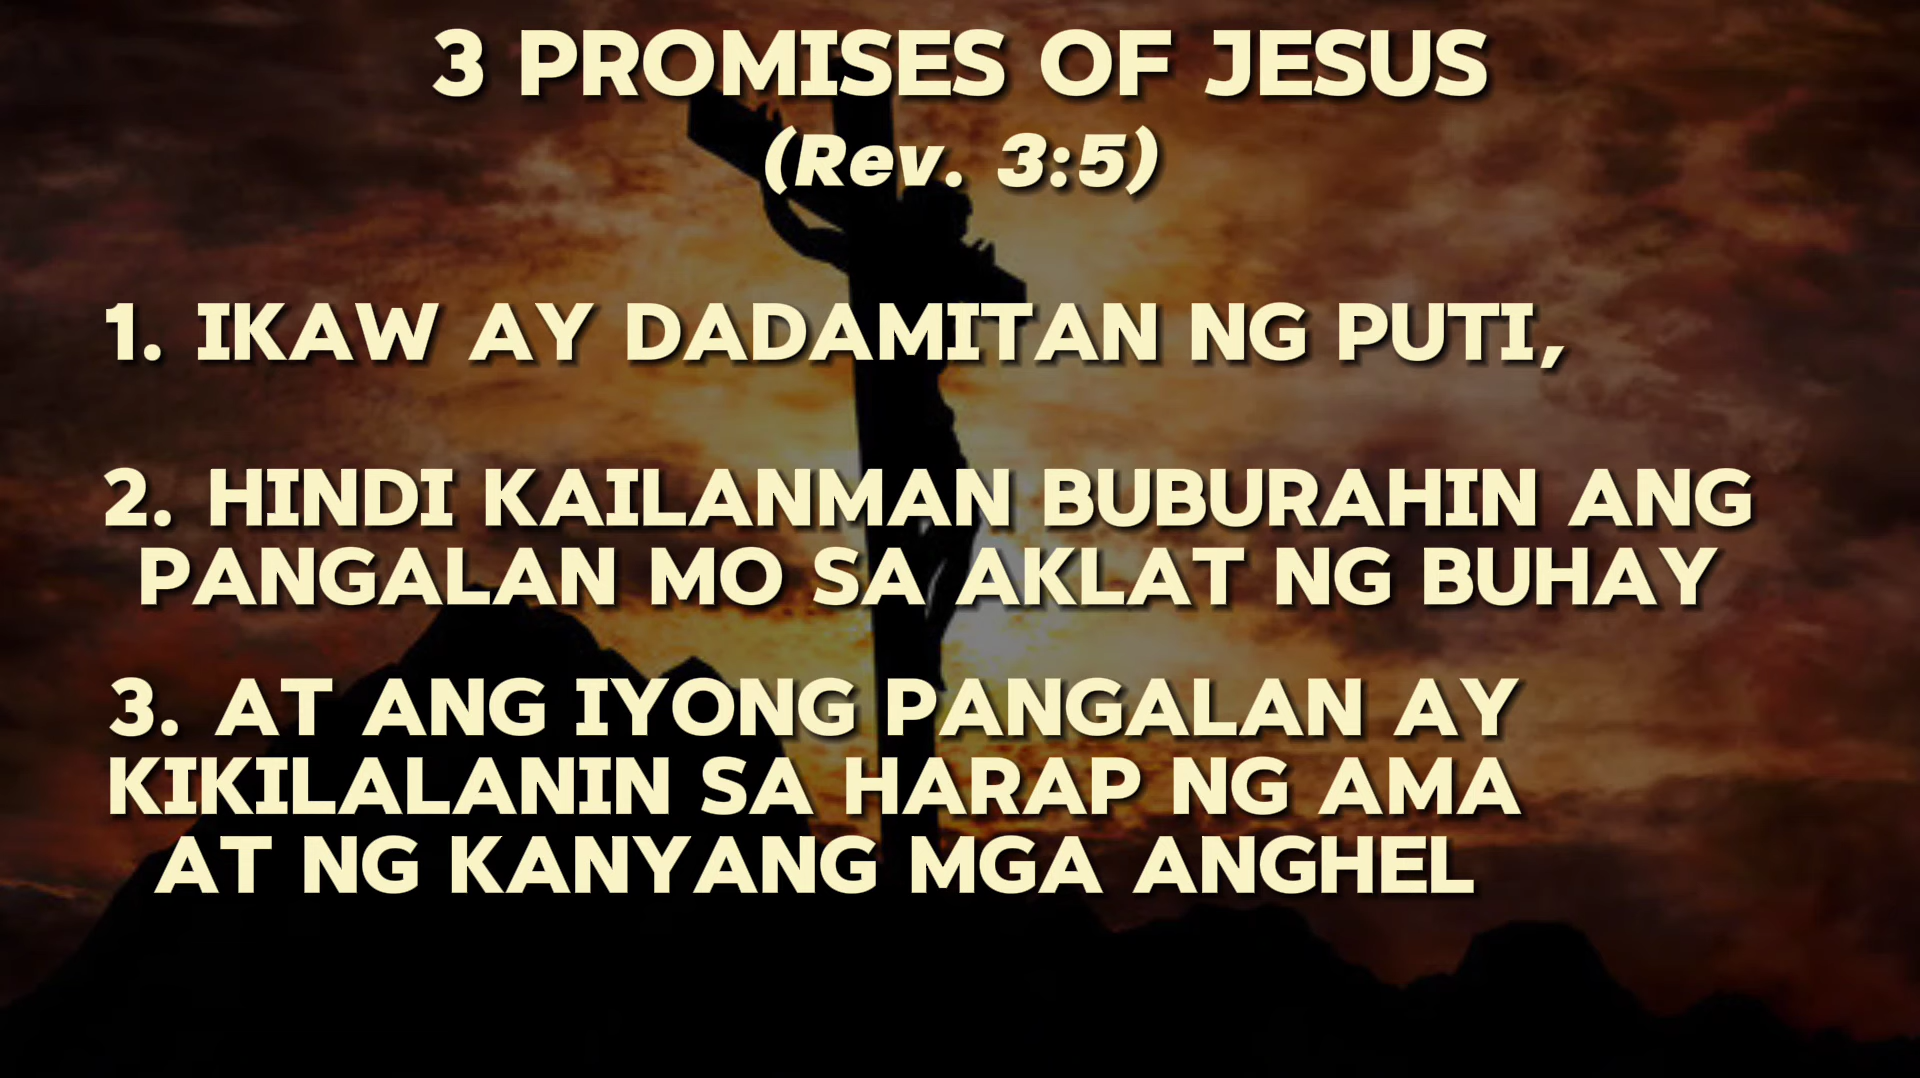 3 PROMISES OF JESUS
(Rev. 3:5)
1. IKAW AY DADAMITAN NG PUTI,
2. HINDI KAILANMAN BUBURAHIN ANG
PANGALAN MO SA AKLAT NG BUHAY
3. AT ANG IYONG PANGALAN AY
KIKILALANIN SA HARAP NG AMA
AT NG KANYANG MGA ANGHEL